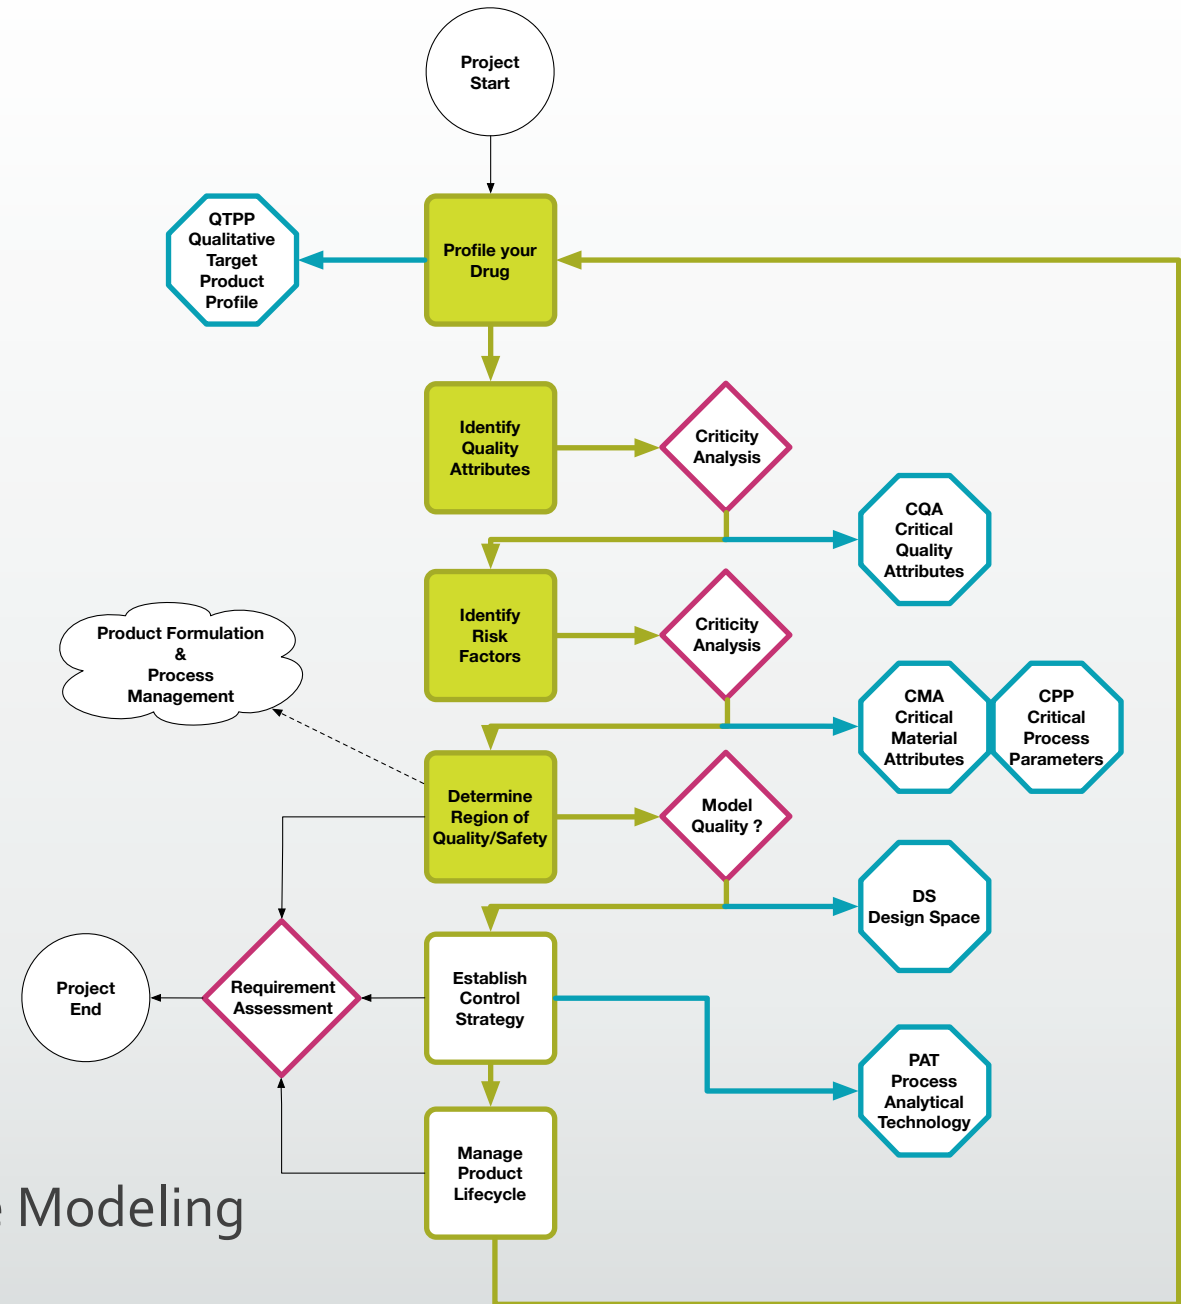 Project
Start
QTPP
Qualitative
Target
Product
Profile
Profile your
Drug
Identify
Quality
Attributes
Criticity
Analysis
CQA
Critical
Quality
Attributes
Identify
Risk
Factors
Criticity
Analysis
Product Formulation
&
Process
Management
CMA
Critical
Material
Attributes
CPP
Critical
Process
Parameters
Determine
Region of
Quality/Safety
Model
Quality ?
DS
Design Space
Project
End
Requirement
Assessment
Establish
Control
Strategy
PAT
Process
Analytical
Technology
Manage
Product
Lifecycle
e Modeling